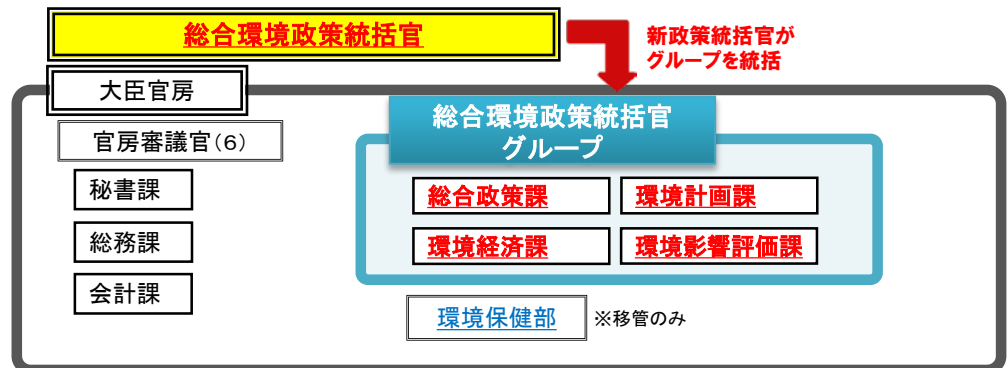 総合環境政策統括官
新政策統括官が
グループを統括
大臣官房
官房審議官(6)
秘書課
総務課
会計課
総合環境政策統括官
グループ
総合政策課
環境計画課
環境経済課
環境影響評価課
環境保健部
※移管のみ